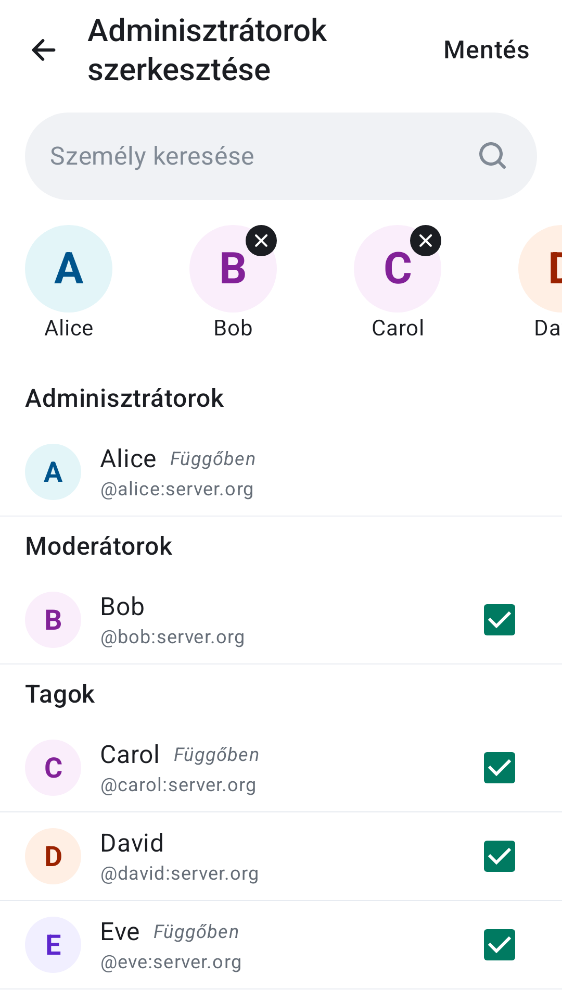 Adminisztrátorok
szerkesztése
Mentés
Személy keresése
A
B
C
Alice
Bob
Carol
Adminisztrátorok
A
Alice Függőben
@alice:server.org
Moderátorok
B
Bob
@bob:server.org
Tagok
C
Carol Függőben
@carol:server.org
D
David
@david:server.org
E
Eve Függőben
@eve:server.org